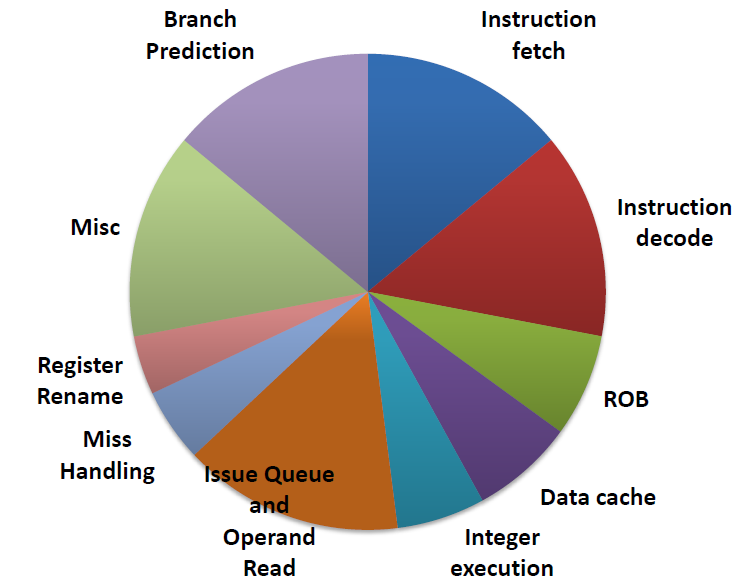 Branch
Prediction
Instruction
fetch
Instruction
decode
Misc
ROB
Register
Rename
Miss
Handling
Issue Queue
and
Operand
Read
Data cache
Integer
execution